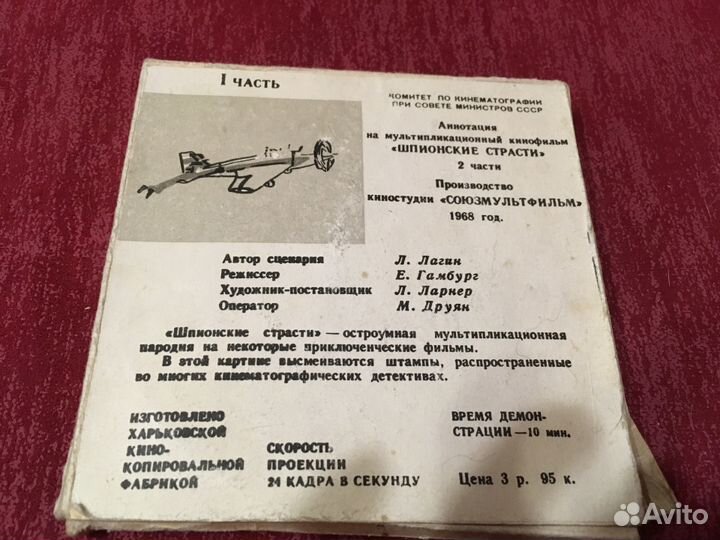 I ЧАСТЬ
КОМИТЕТ ПО КИНЕМАТОГРАФИИ
ПРИ СОВЕТЕ МИНИСТРОВ СССР
Аннотация
на мультипликационный кинофильм
«ШПИОНСКИЕ СТРАСТИ»
2 части
Производство
киностудии «СОЮЗМУЛЬТФИЛЬМ»
1968 год.
Автор сценария Л. Лагин
Режиссер Е. Гамбург
Художник-постановщик Л. Ларнер
Оператор М. Друян
«Шпионские страсти» — остроумная мультипликационная
пародия на некоторые приключенческие фильмы.
В этой картине высмеиваются штампы, распространенные
во многих кинематографических детективах.
ИЗГОТОВЛЕНО
ХАРЬКОВСКОЙ
КИНО-
КОПИРОВАЛЬНОЙ
ФАБРИКОЙ
СКОРОСТЬ
ПРОЕКЦИИ
24 КАДРА В СЕКУНДУ
ВРЕМЯ ДЕМОН-
СТРАЦИИ — 10 мин.
Цена 3 р. 95 к.
Avito